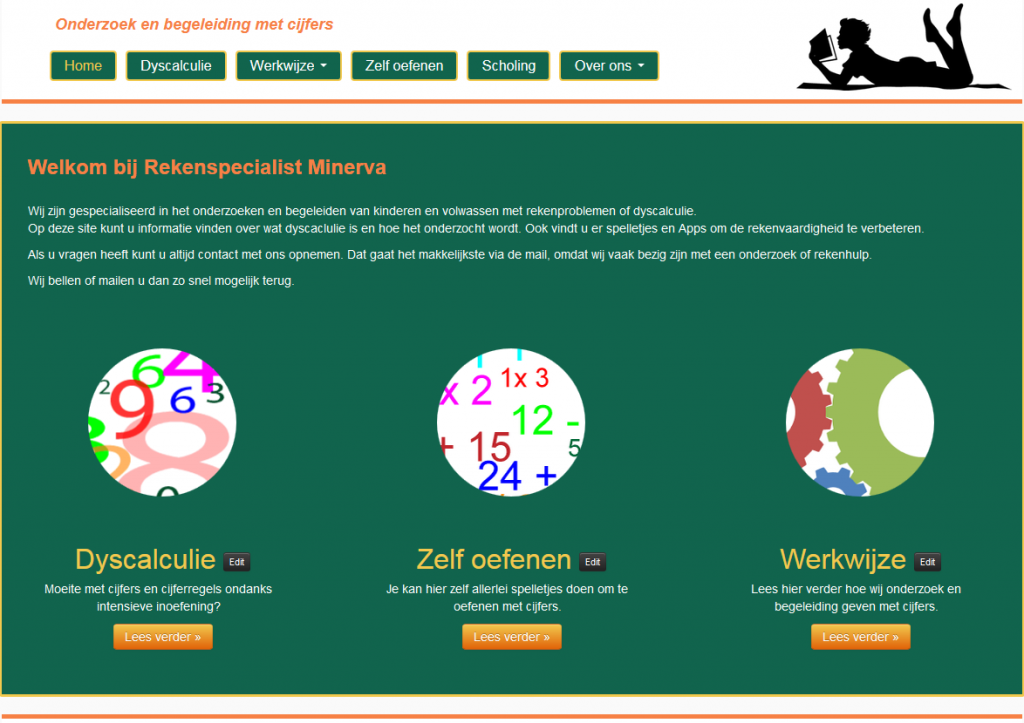 Onderzoek en begeleiding met cijfers
Home Dyscalculie Werkwijze Zelf oefenen Scholing Over ons
Welkom bij Rekenspecialist Minerva
Wij zijn gespecialiseerd in het onderzoeken en begeleiden van kinderen en volwassen met rekenproblemen of dyscalculie.
Op deze site kunt u informatie vinden over wat dyscaclulie is en hoe het onderzocht wordt. Ook vindt u er spelletjes en Apps om de rekenvaardigheid te verbeteren.
Als u vragen heeft kunt u altijd contact met ons opnemen. Dat gaat het makkelijkste via de mail, omdat wij vaak bezig zijn met een onderzoek of rekenhulp.
Wij bellen of mailen u dan zo snel mogelijk terug.
6 4
2 9 6 3
8
0
x 2 1x 3
12 -
+ 15 5
24 +
Dyscalculie Edit
Moeite met cijfers en cijferregels ondanks
intensieve inoefening?
Lees verder »
Zelf oefenen Edit
Je kan hier zelf allerlei spelletjes doen om te
oefenen met cijfers.
Lees verder »
Werkwijze Edit
Lees hier verder hoe wij onderzoek en
begeleiding geven met cijfers.
Lees verder »